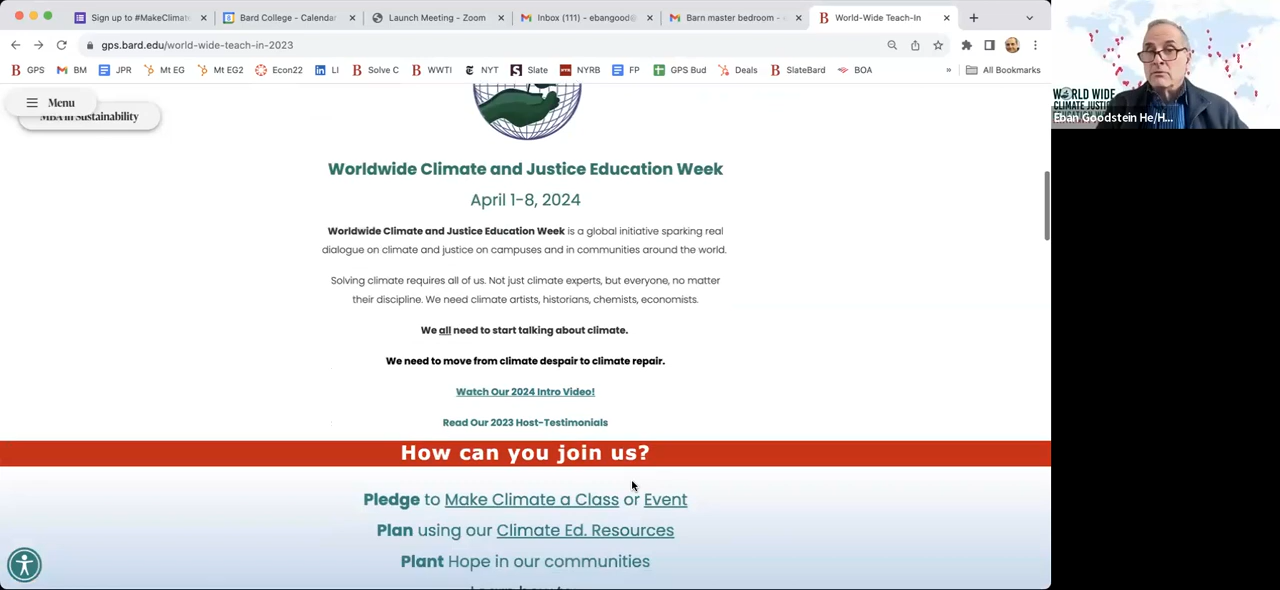 Sign up to #MakeClimate
Bard College - Calenda
Launch Meeting - Zoom
Inbox (111) - ebangood@
Barn master bedroom -
World-Wide Teach-In
gps.bard.edu/world-wide-teach-in-2023
GPS
BM
JPR
Mt EG
Mt EG2
Econ22
LI
Solve C
WWTI
NYT
Slate
NYRB
FP
GPS Bud
Deals
SlateBard
BOA
»
All Bookmarks
Menu
MBA in Sustainability
WORLD WIDE
CLIMATE JUSTICE
Eban Goodstein He/H...
Worldwide Climate and Justice Education Week
April 1-8, 2024
Worldwide Climate and Justice Education Week is a global initiative sparking real
dialogue on climate and justice on campuses and in communities around the world.
Solving climate requires all of us. Not just climate experts, but everyone, no matter
their discipline. We need climate artists, historians, chemists, economists.
We all need to start talking about climate.
We need to move from climate despair to climate repair.
Watch Our 2024 Intro Video!
Read Our 2023 Host-Testimonials
How can you join us?
Pledge to Make Climate a Class or Event
Plan using our Climate Ed. Resources
Plant Hope in our communities